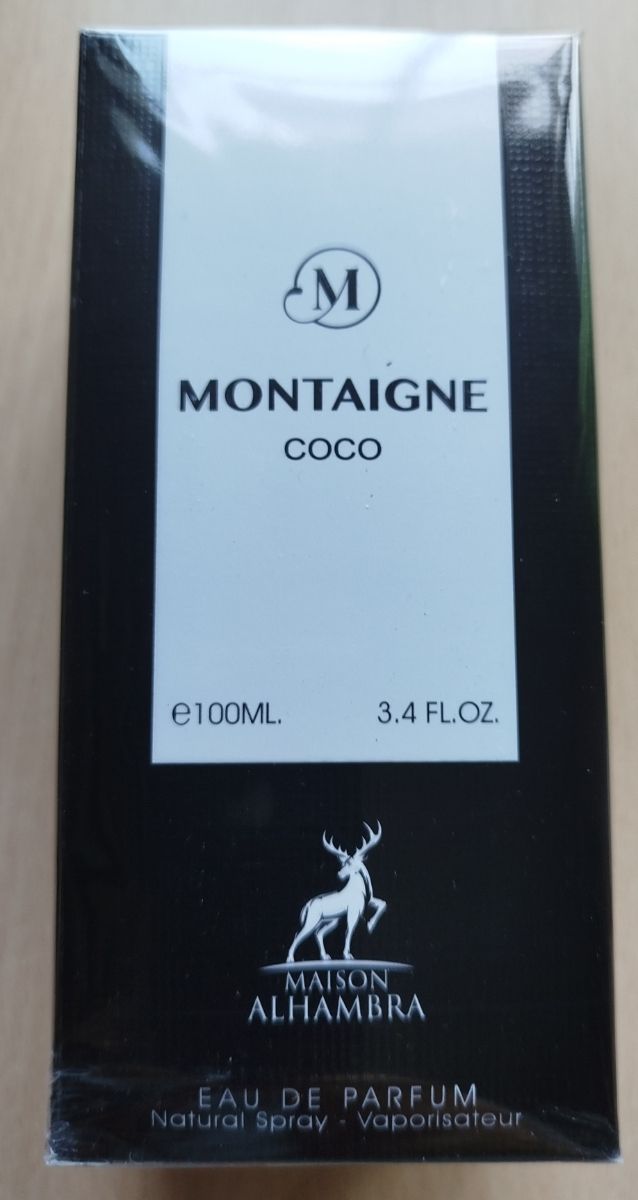 M
MONTAIGNE
COCO
℮100ML. 3.4 FL.OZ.
MAISON
ALHAMBRA
EAU DE PARFUM
Natural Spray - Vaporisateur